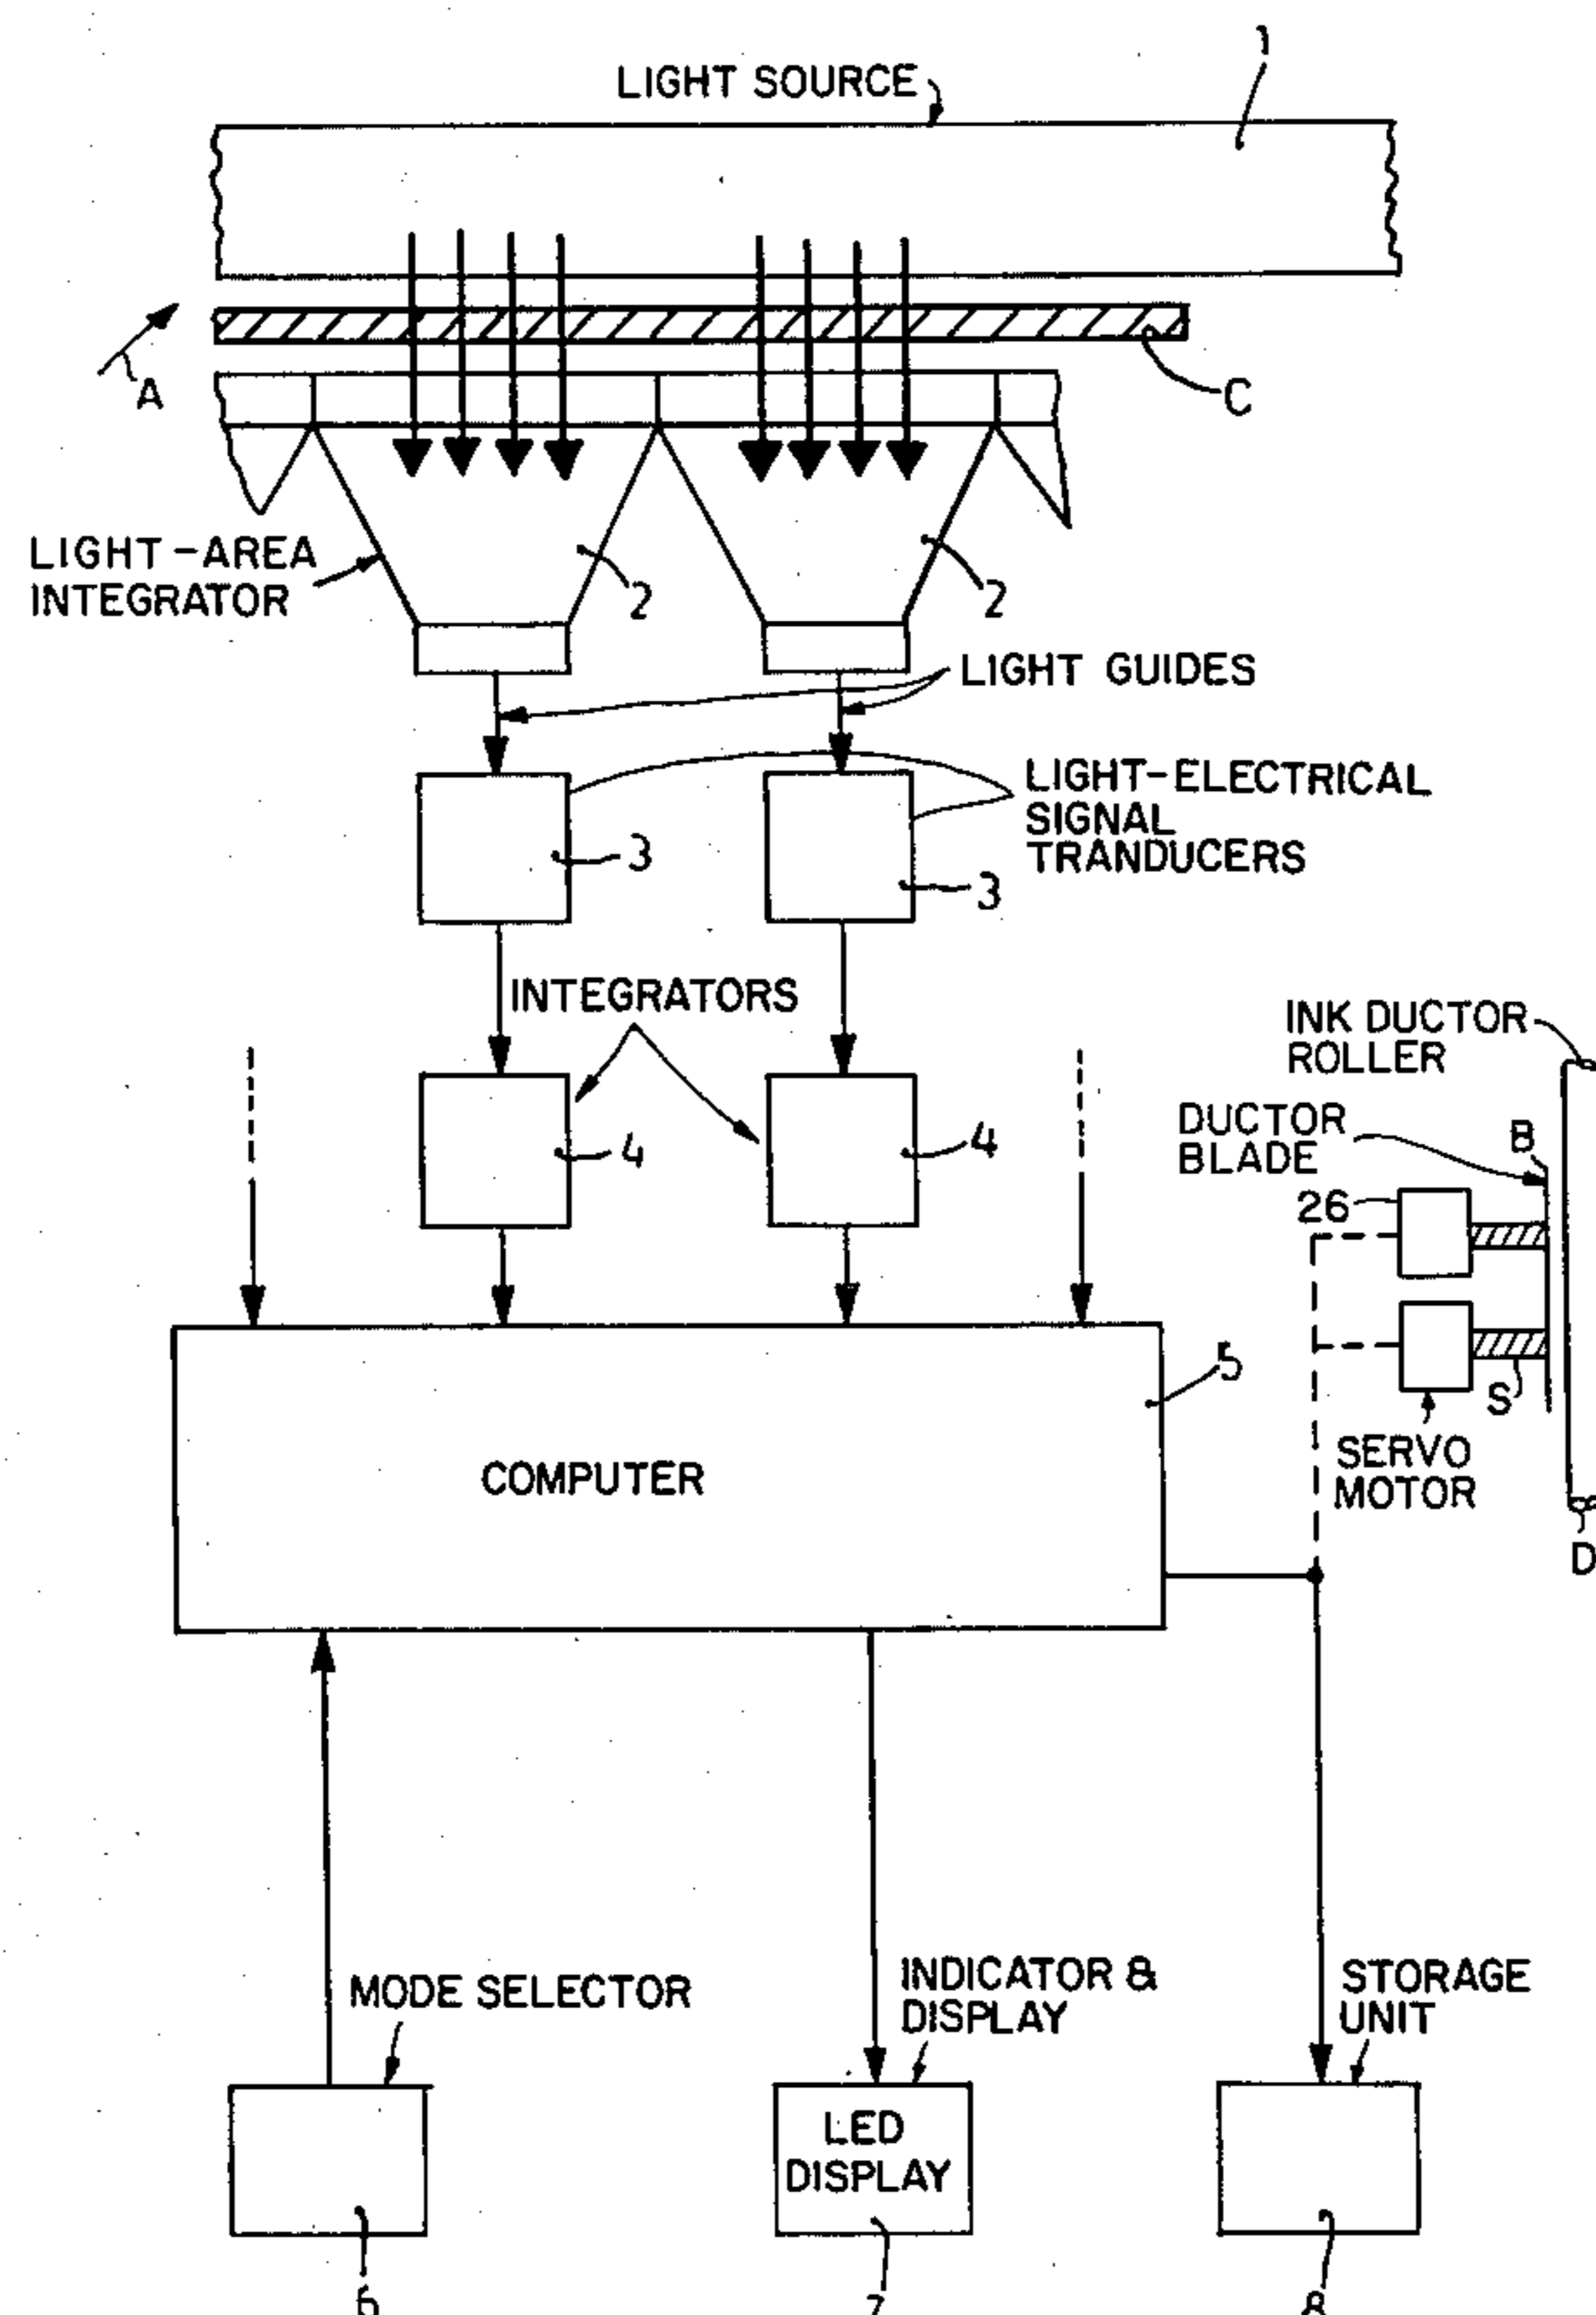 1
LIGHT SOURCE
A
C
LIGHT-AREA
INTEGRATOR
2
2
LIGHT GUIDES
LIGHT-ELECTRICAL
SIGNAL
TRANDUCERS
3
3
INTEGRATORS
INK DUCTOR
ROLLER
DUCTOR
BLADE
B
4
4
26
5
S
SERVO
MOTOR
COMPUTER
D
MODE SELECTOR
INDICATOR &
DISPLAY
STORAGE
UNIT
LED
DISPLAY
6
7
8